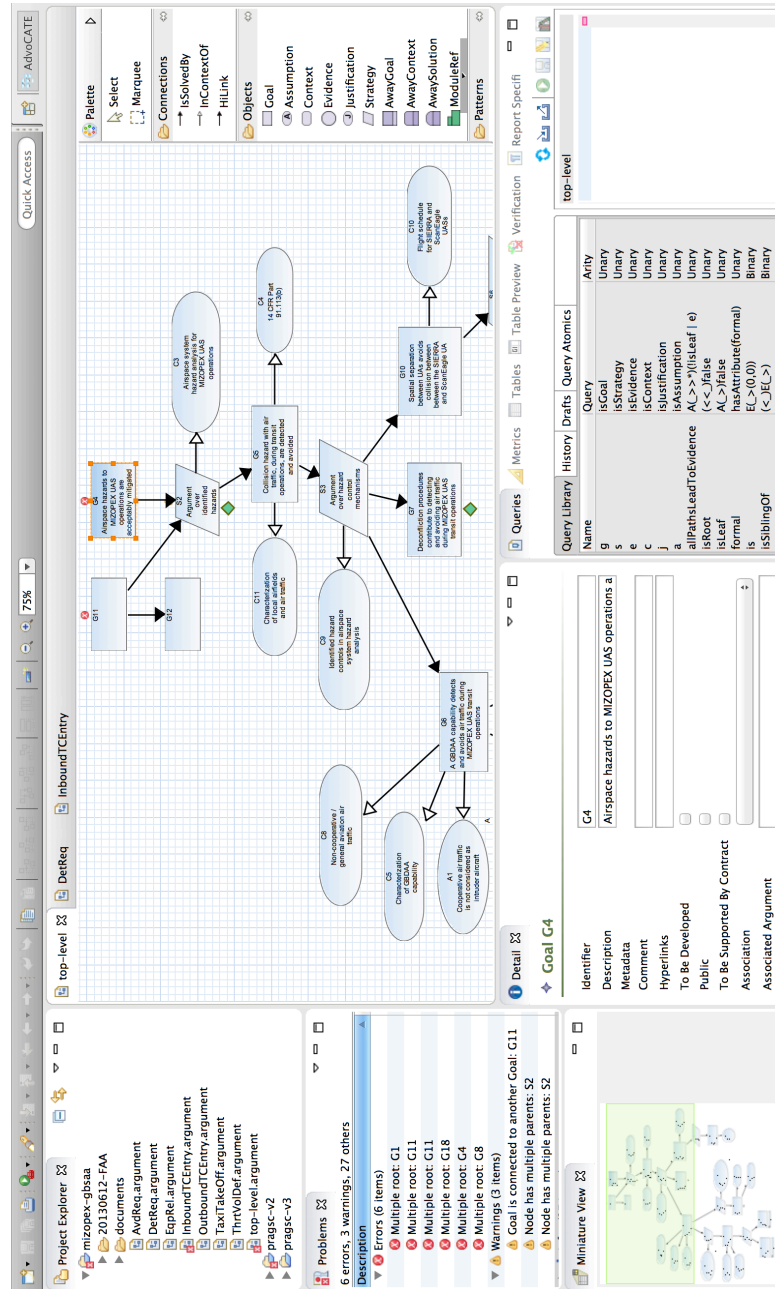 Quick Access
AdvoCATE
75%
Project Explorer
mizopex-gbsaa
20130612-FAA
documents
AvdReq.argument
DetReq.argument
EqpRel.argument
InboundTCEntry.argument
OutboundTCEntry.argument
TaxiTakeOff.argument
ThrtVolDef.argument
top-level.argument
pragsc-v2
pragsc-v3
Problems
6 errors, 3 warnings, 27 others
Description
Errors (6 items)
Multiple root: G1
Multiple root: G11
Multiple root: G11
Multiple root: G18
Multiple root: G4
Multiple root: G8
Warnings (3 items)
Goal is connected to another Goal: G11
Node has multiple parents: S2
Node has multiple parents: S2
Miniature View
top-level
DetReq
InboundTCEntry
G11
G12
G4
Airspace hazards to
MIZOPEX UAS
operations are
acceptably mitigated
S2
Argument
over
identified
hazards
C3
Airspace system
hazard analysis for
MIZOPEX UAS
operations
C11
Characterization
of local airfields
and air traffic
G5
Collision hazard with air
traffic, during transit
operations, are detected
and avoided
C4
14 CFR Part
91.113(b)
C9
Identified hazard
controls in airspace
system hazard
analysis
S3
Argument
over hazard
control
mechanisms
C8
Non-cooperative /
general aviation air
traffic
C5
Characterization
of GBDAA
capability
A1
Cooperative air traffic
is not considered as
intruder aircraft
A
G6
A GBDAA capability detects
and avoids air traffic during
MIZOPEX UAS transit
operations
G7
Deconfliction procedures
contribute to detecting
and avoiding air traffic
during MIZOPEX UAS
transit operations
G10
Spatial separation
between UAs avoids
collision between
between the SIERRA
and ScanEagle UA
C10
Flight schedule
for SIERRA and
ScanEagle
UASs
Palette
Select
Marquee
Connections
IsSolvedBy
InContextOf
HiLink
Objects
Goal
Assumption
Context
Evidence
Justification
Strategy
AwayGoal
AwayContext
AwaySolution
ModuleRef
Patterns
Detail
Goal G4
Identifier
G4
Description
Airspace hazards to MIZOPEX UAS operations a
Metadata
Comment
Hyperlinks
To Be Developed
Public
To Be Supported By Contract
Association
Associated Argument
Queries
Metrics
Tables
Table Preview
Verification
Report Specifi
Query Library
History
Drafts
Query Atomics
Name Query Arity
g isGoal Unary
s isStrategy Unary
e isEvidence Unary
c isContext Unary
j isJustification Unary
a isAssumption Unary
allPathsLeadToEvidence A(_>>*)(!isLeaf | e) Unary
isRoot (<<_)false Unary
isLeaf A(_>)false Unary
formal hasAttribute(formal) Unary
is E(_>(0,0)) Binary
isSiblingOf (<_)E(_>) Binary
top-level